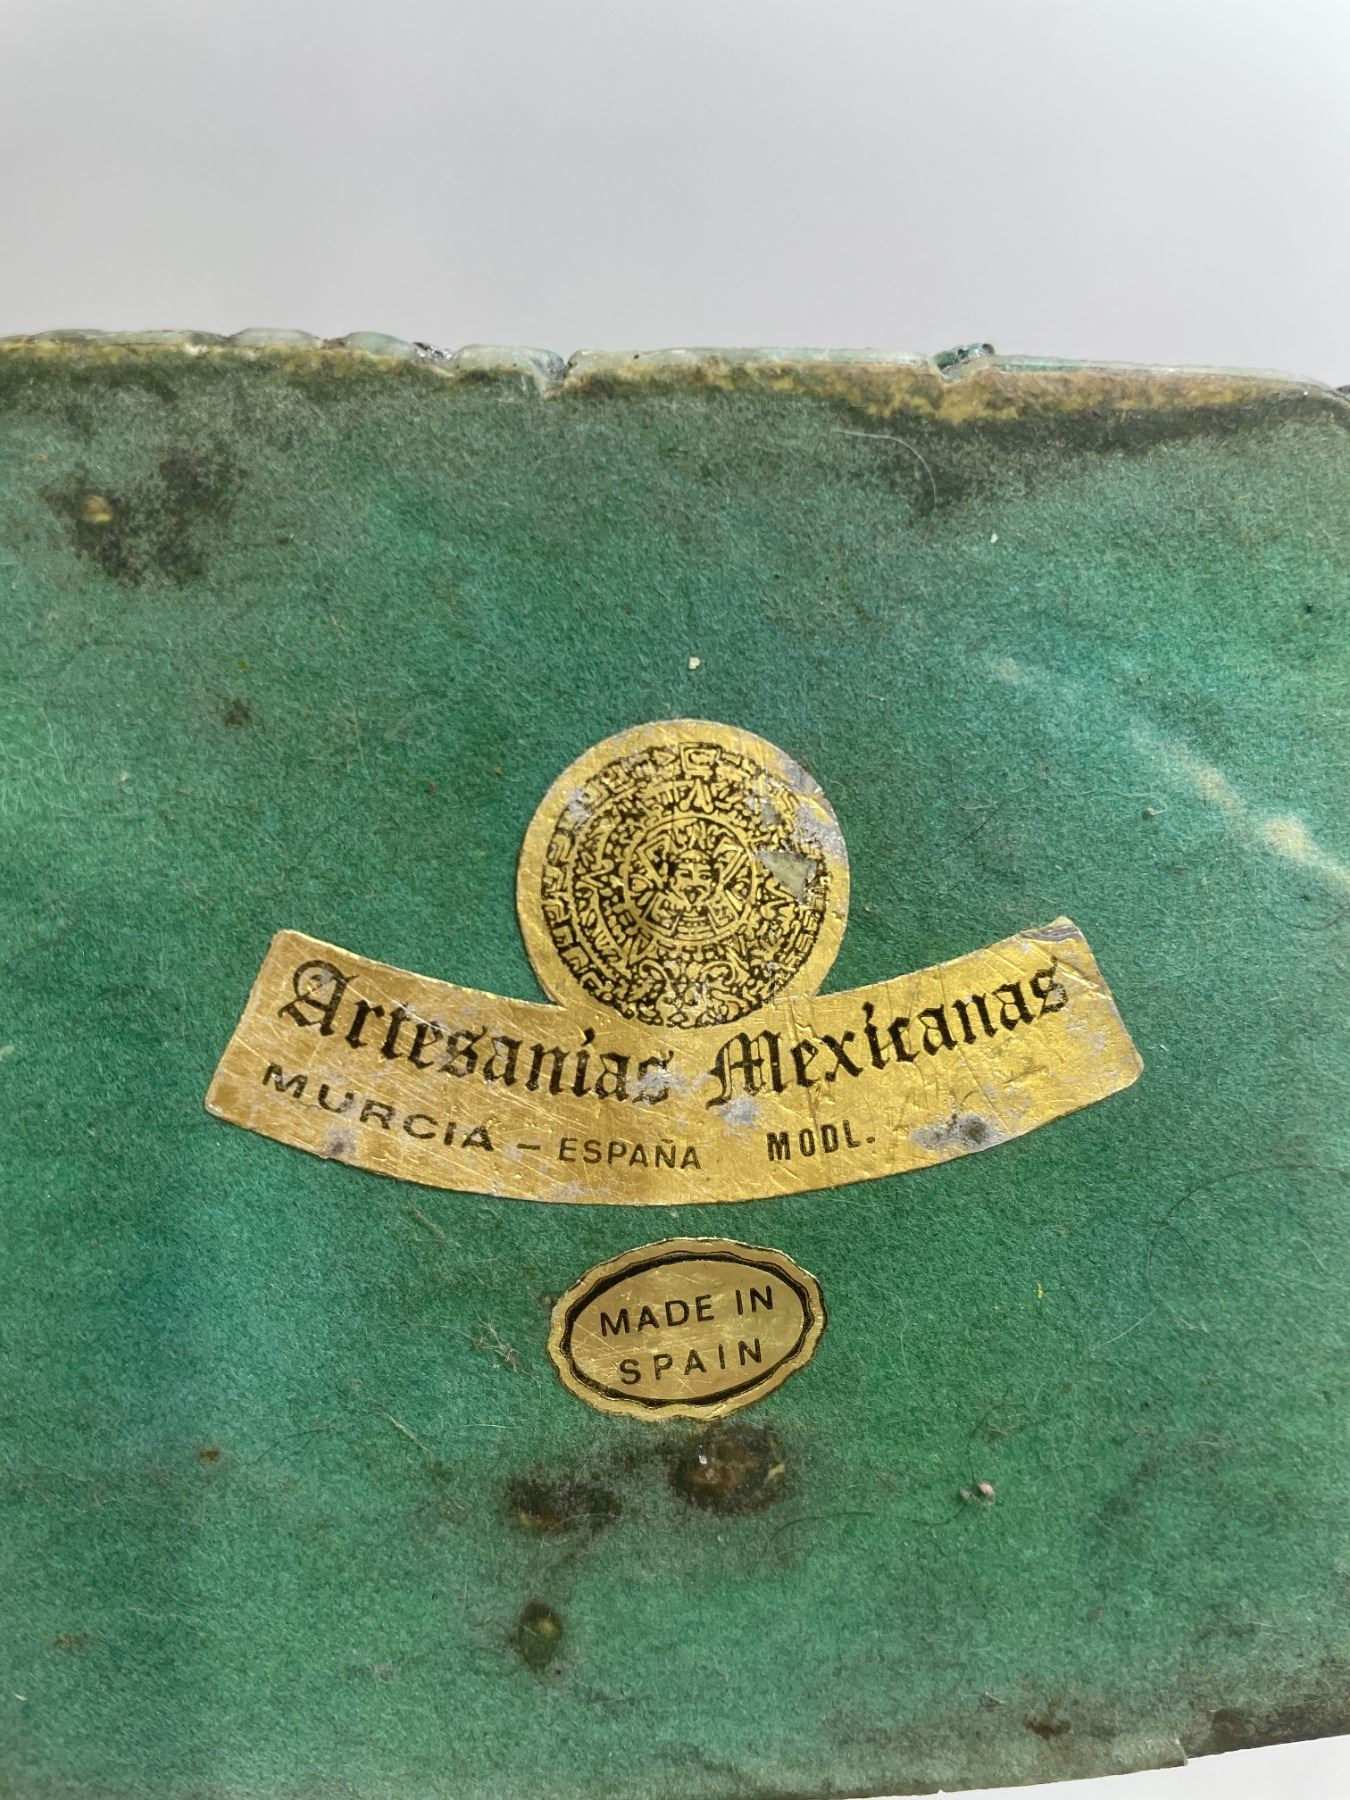 Artesanias Mexicanas
MURCIA – ESPAÑA MODL.
MADE IN
SPAIN